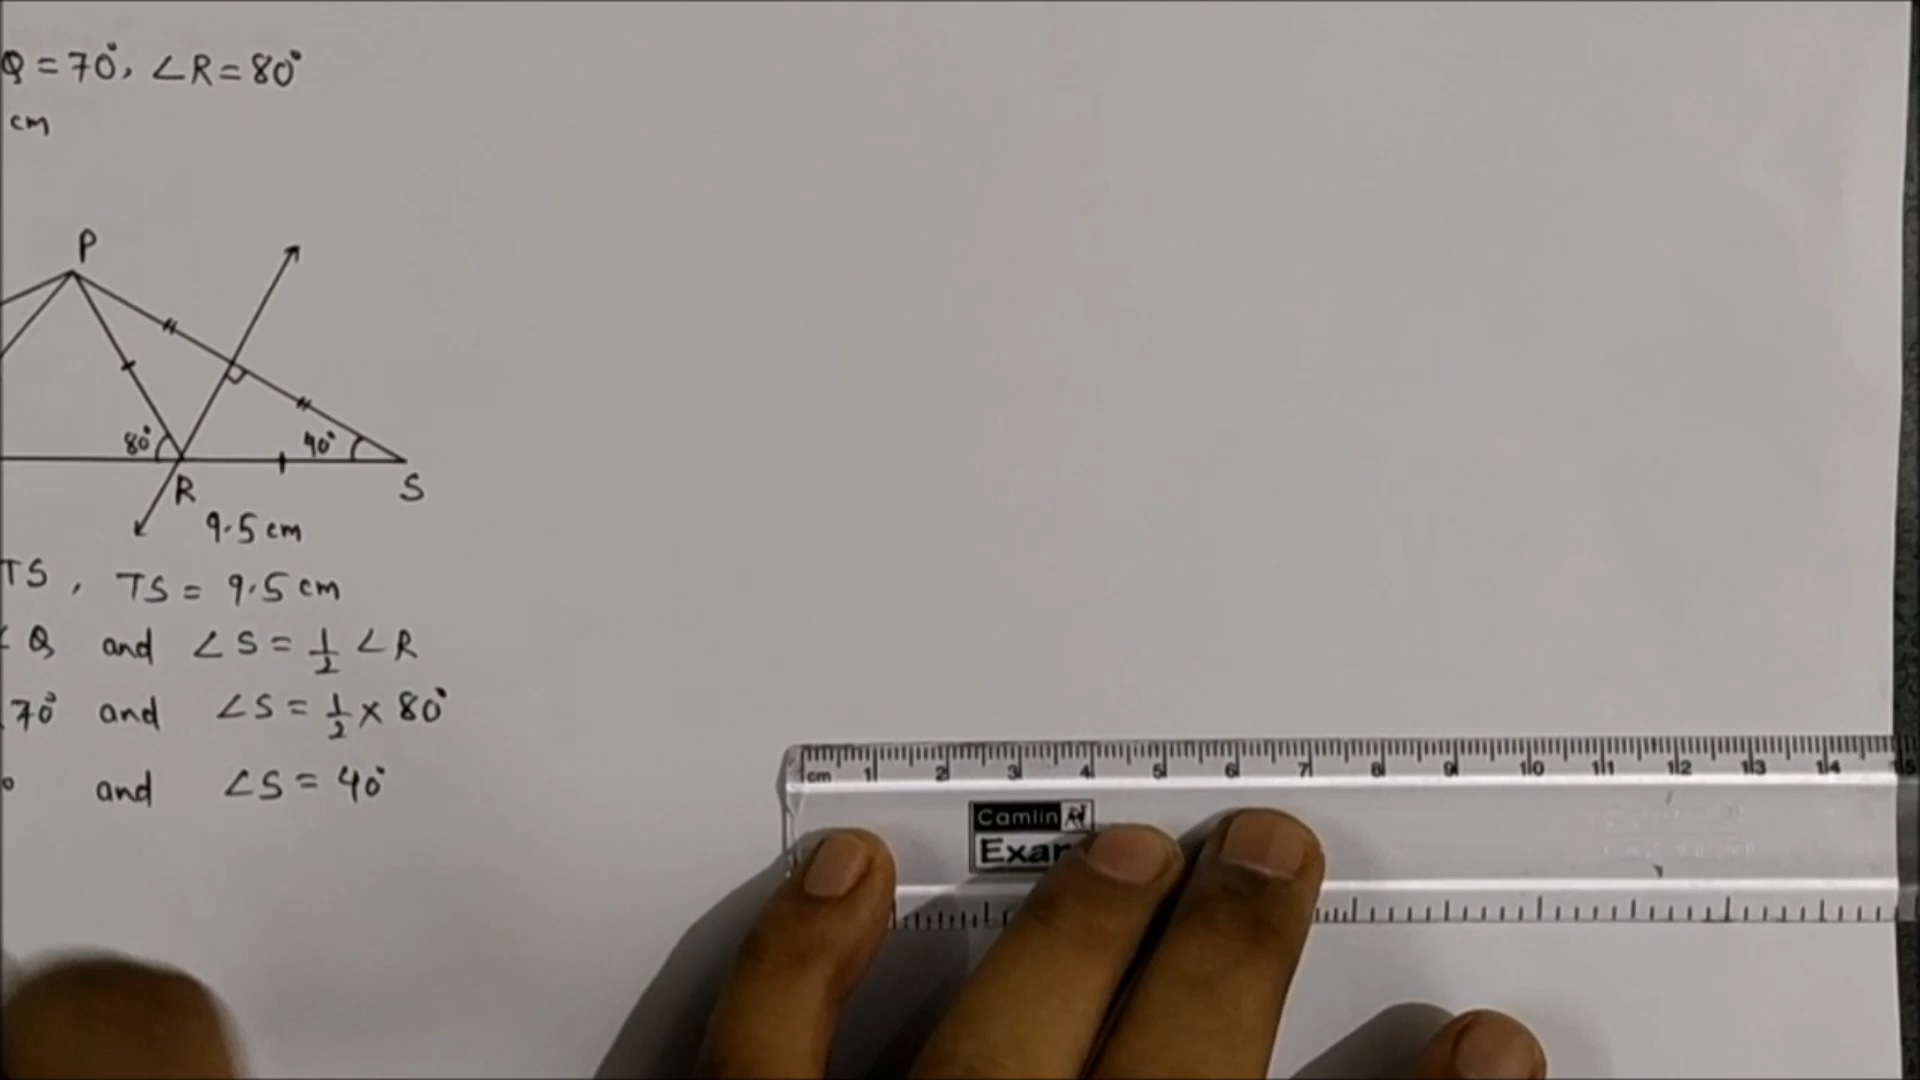 Q = 70°, ∠R = 80°
cm
P
80°
40°
R
S
9.5 cm
TS, TS = 9.5 cm
∠Q and ∠S = 1/2 ∠R
70° and ∠S = 1/2 × 80°
° and ∠S = 40°
cm 1 2 3 4 5 6 7 8 9 10 11 12 13 14 15
Camlin
Exam